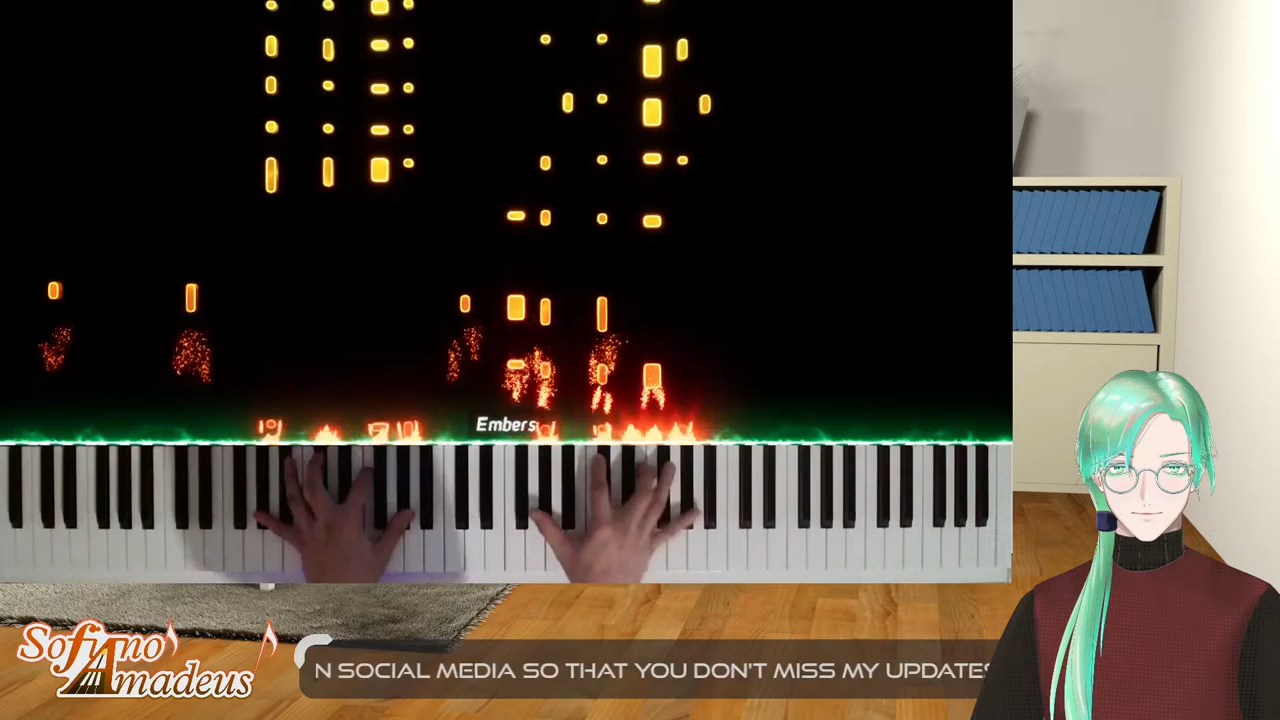 Embers
Sofiano
Amadeus
N SOCIAL MEDIA SO THAT YOU DON'T MISS MY UPDATES